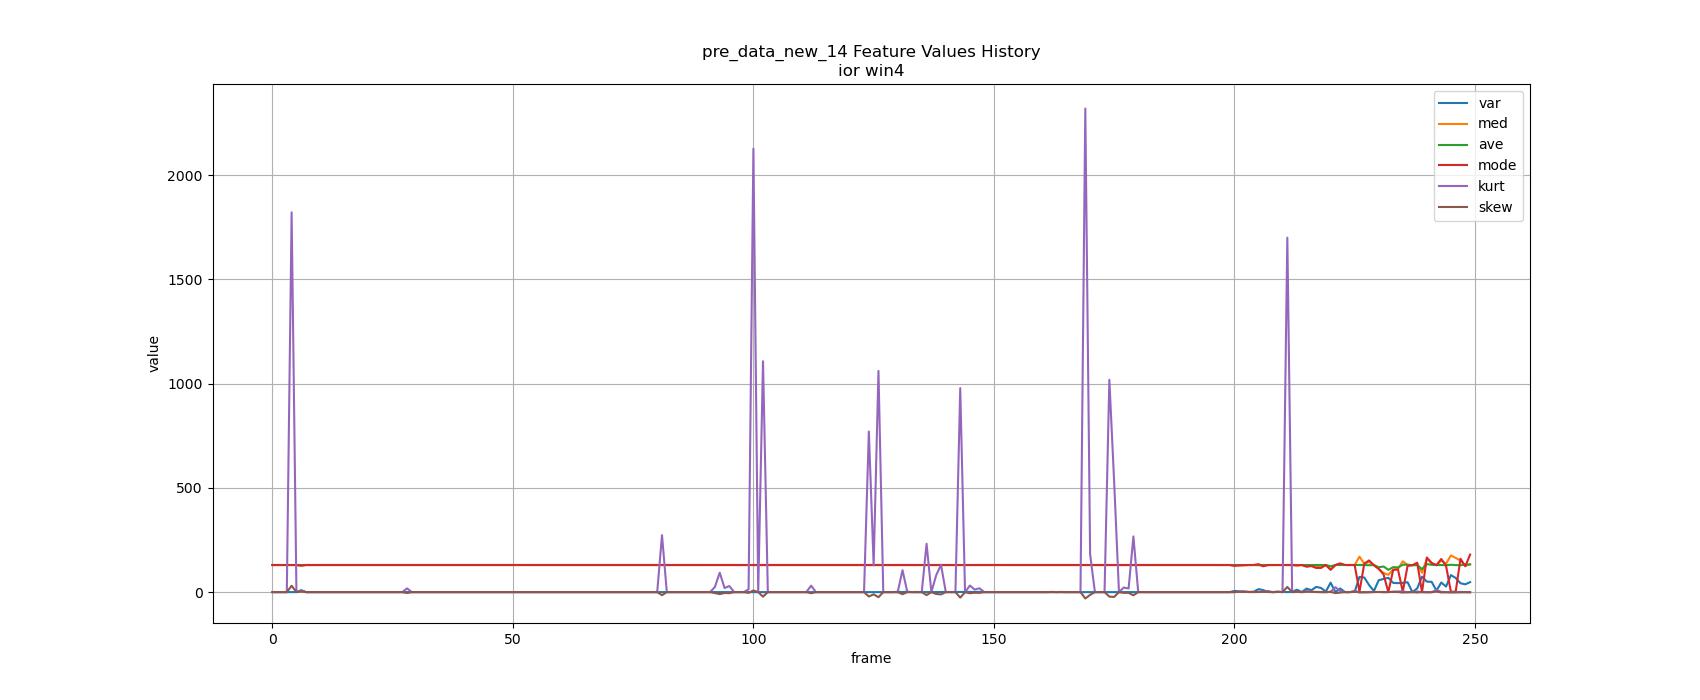 pre_data_new_14 Feature Values History
ior win4
var
med
ave
mode
kurt
skew
2000
1500
1000
500
0
value
0
50
100
150
200
250
frame